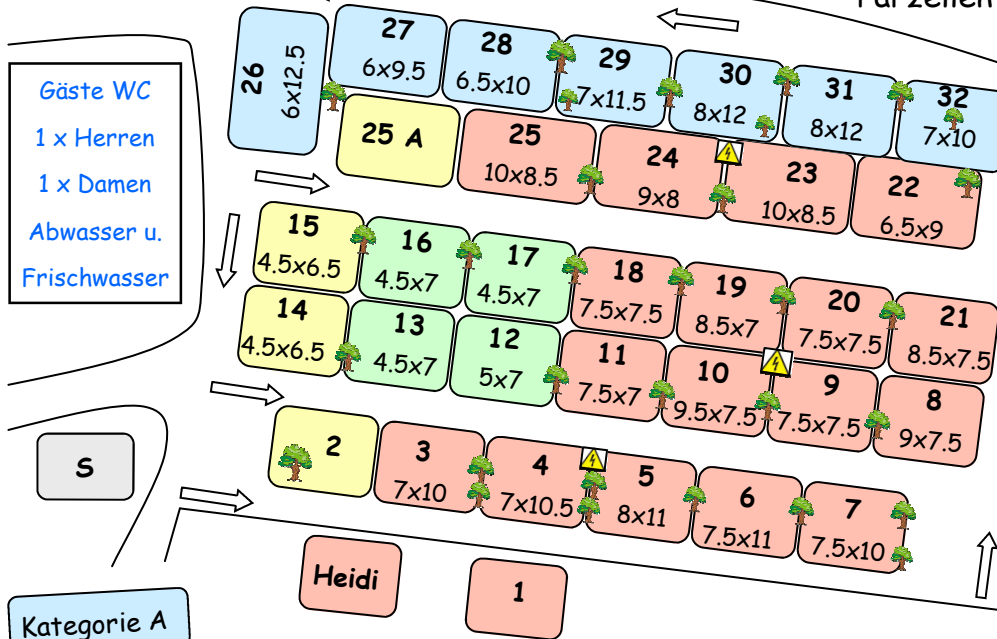 Für Zelten
27
6x9.5
28
6.5x10
29
7x11.5
30
8x12
31
8x12
32
7x10
26
6x12.5
Gäste WC
1 x Herren
1 x Damen
Abwasser u.
Frischwasser
25 A
25
10x8.5
24
9x8
23
10x8.5
22
6.5x9
15
4.5x6.5
16
4.5x7
17
4.5x7
18
7.5x7.5
19
8.5x7
20
7.5x7.5
21
8.5x7.5
14
4.5x6.5
13
4.5x7
12
5x7
11
7.5x7
10
9.5x7.5
9
7.5x7.5
8
9x7.5
S
2
3
7x10
4
7x10.5
5
8x11
6
7.5x11
7
7.5x10
Heidi
1
Kategorie A